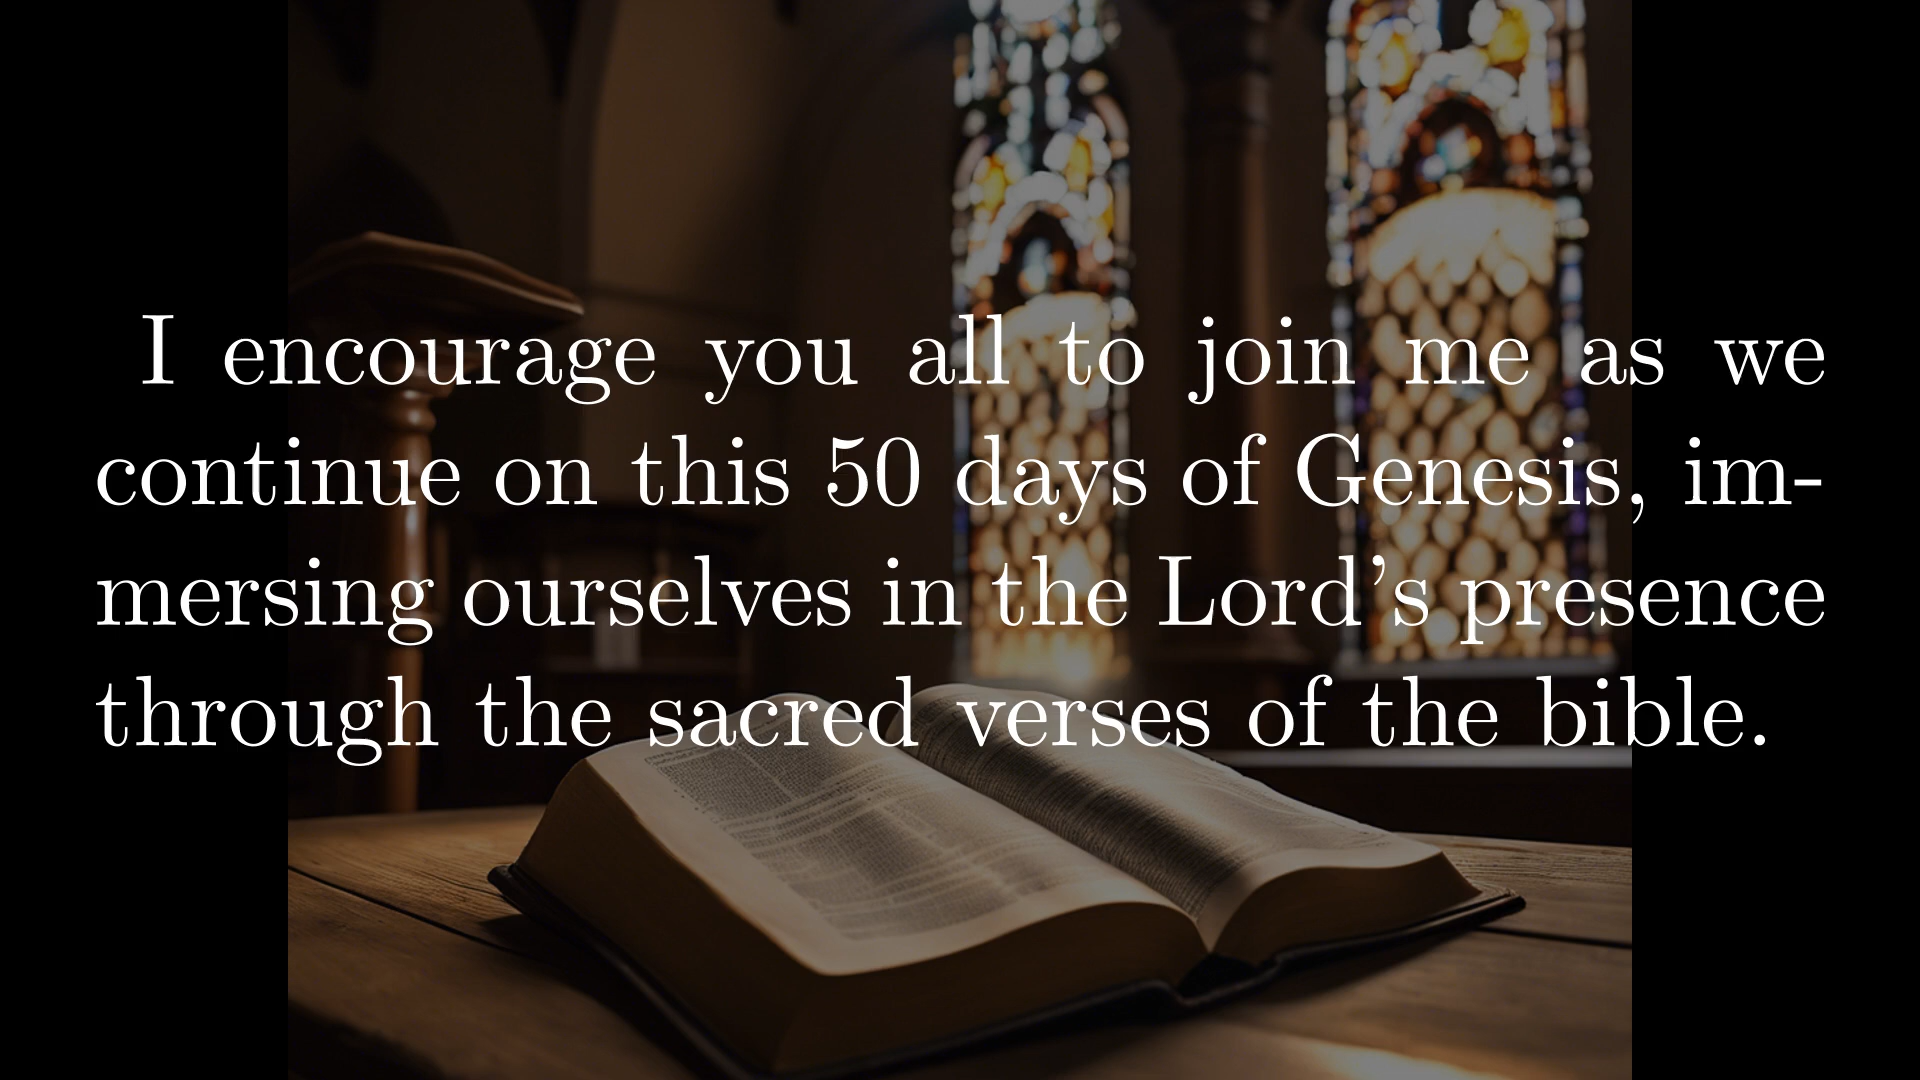 I encourage you all to join me as we
continue on this 50 days of Genesis, im-
mersing ourselves in the Lord's presence
through the sacred verses of the bible.